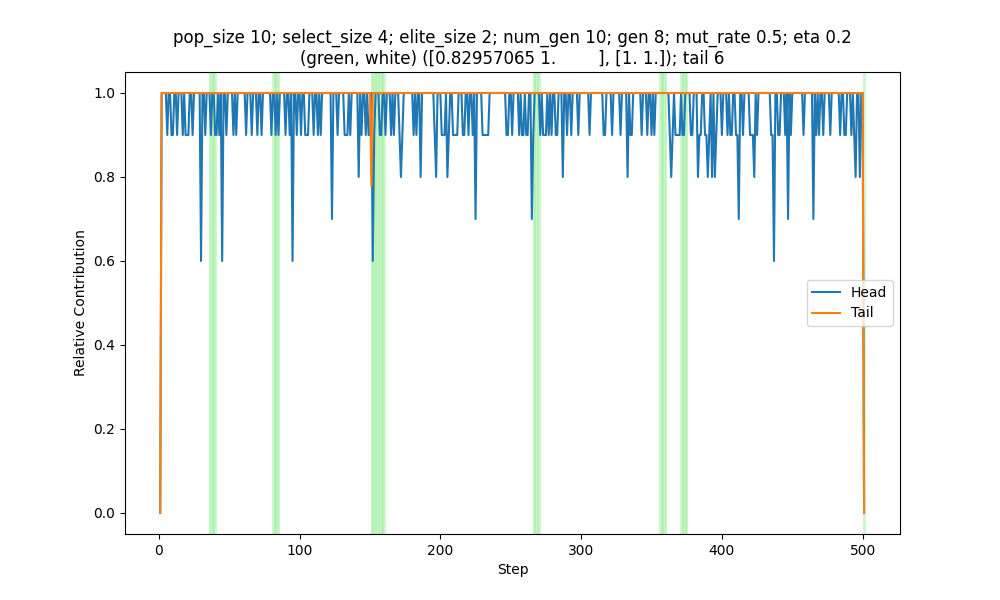 pop_size 10; select_size 4; elite_size 2; num_gen 10; gen 8; mut_rate 0.5; eta 0.2
(green, white) ([0.82957065 1.        ], [1. 1.]); tail 6
1.0
0.8
0.6
0.4
0.2
0.0
Relative Contribution
Head
Tail
0
100
200
300
400
500
Step